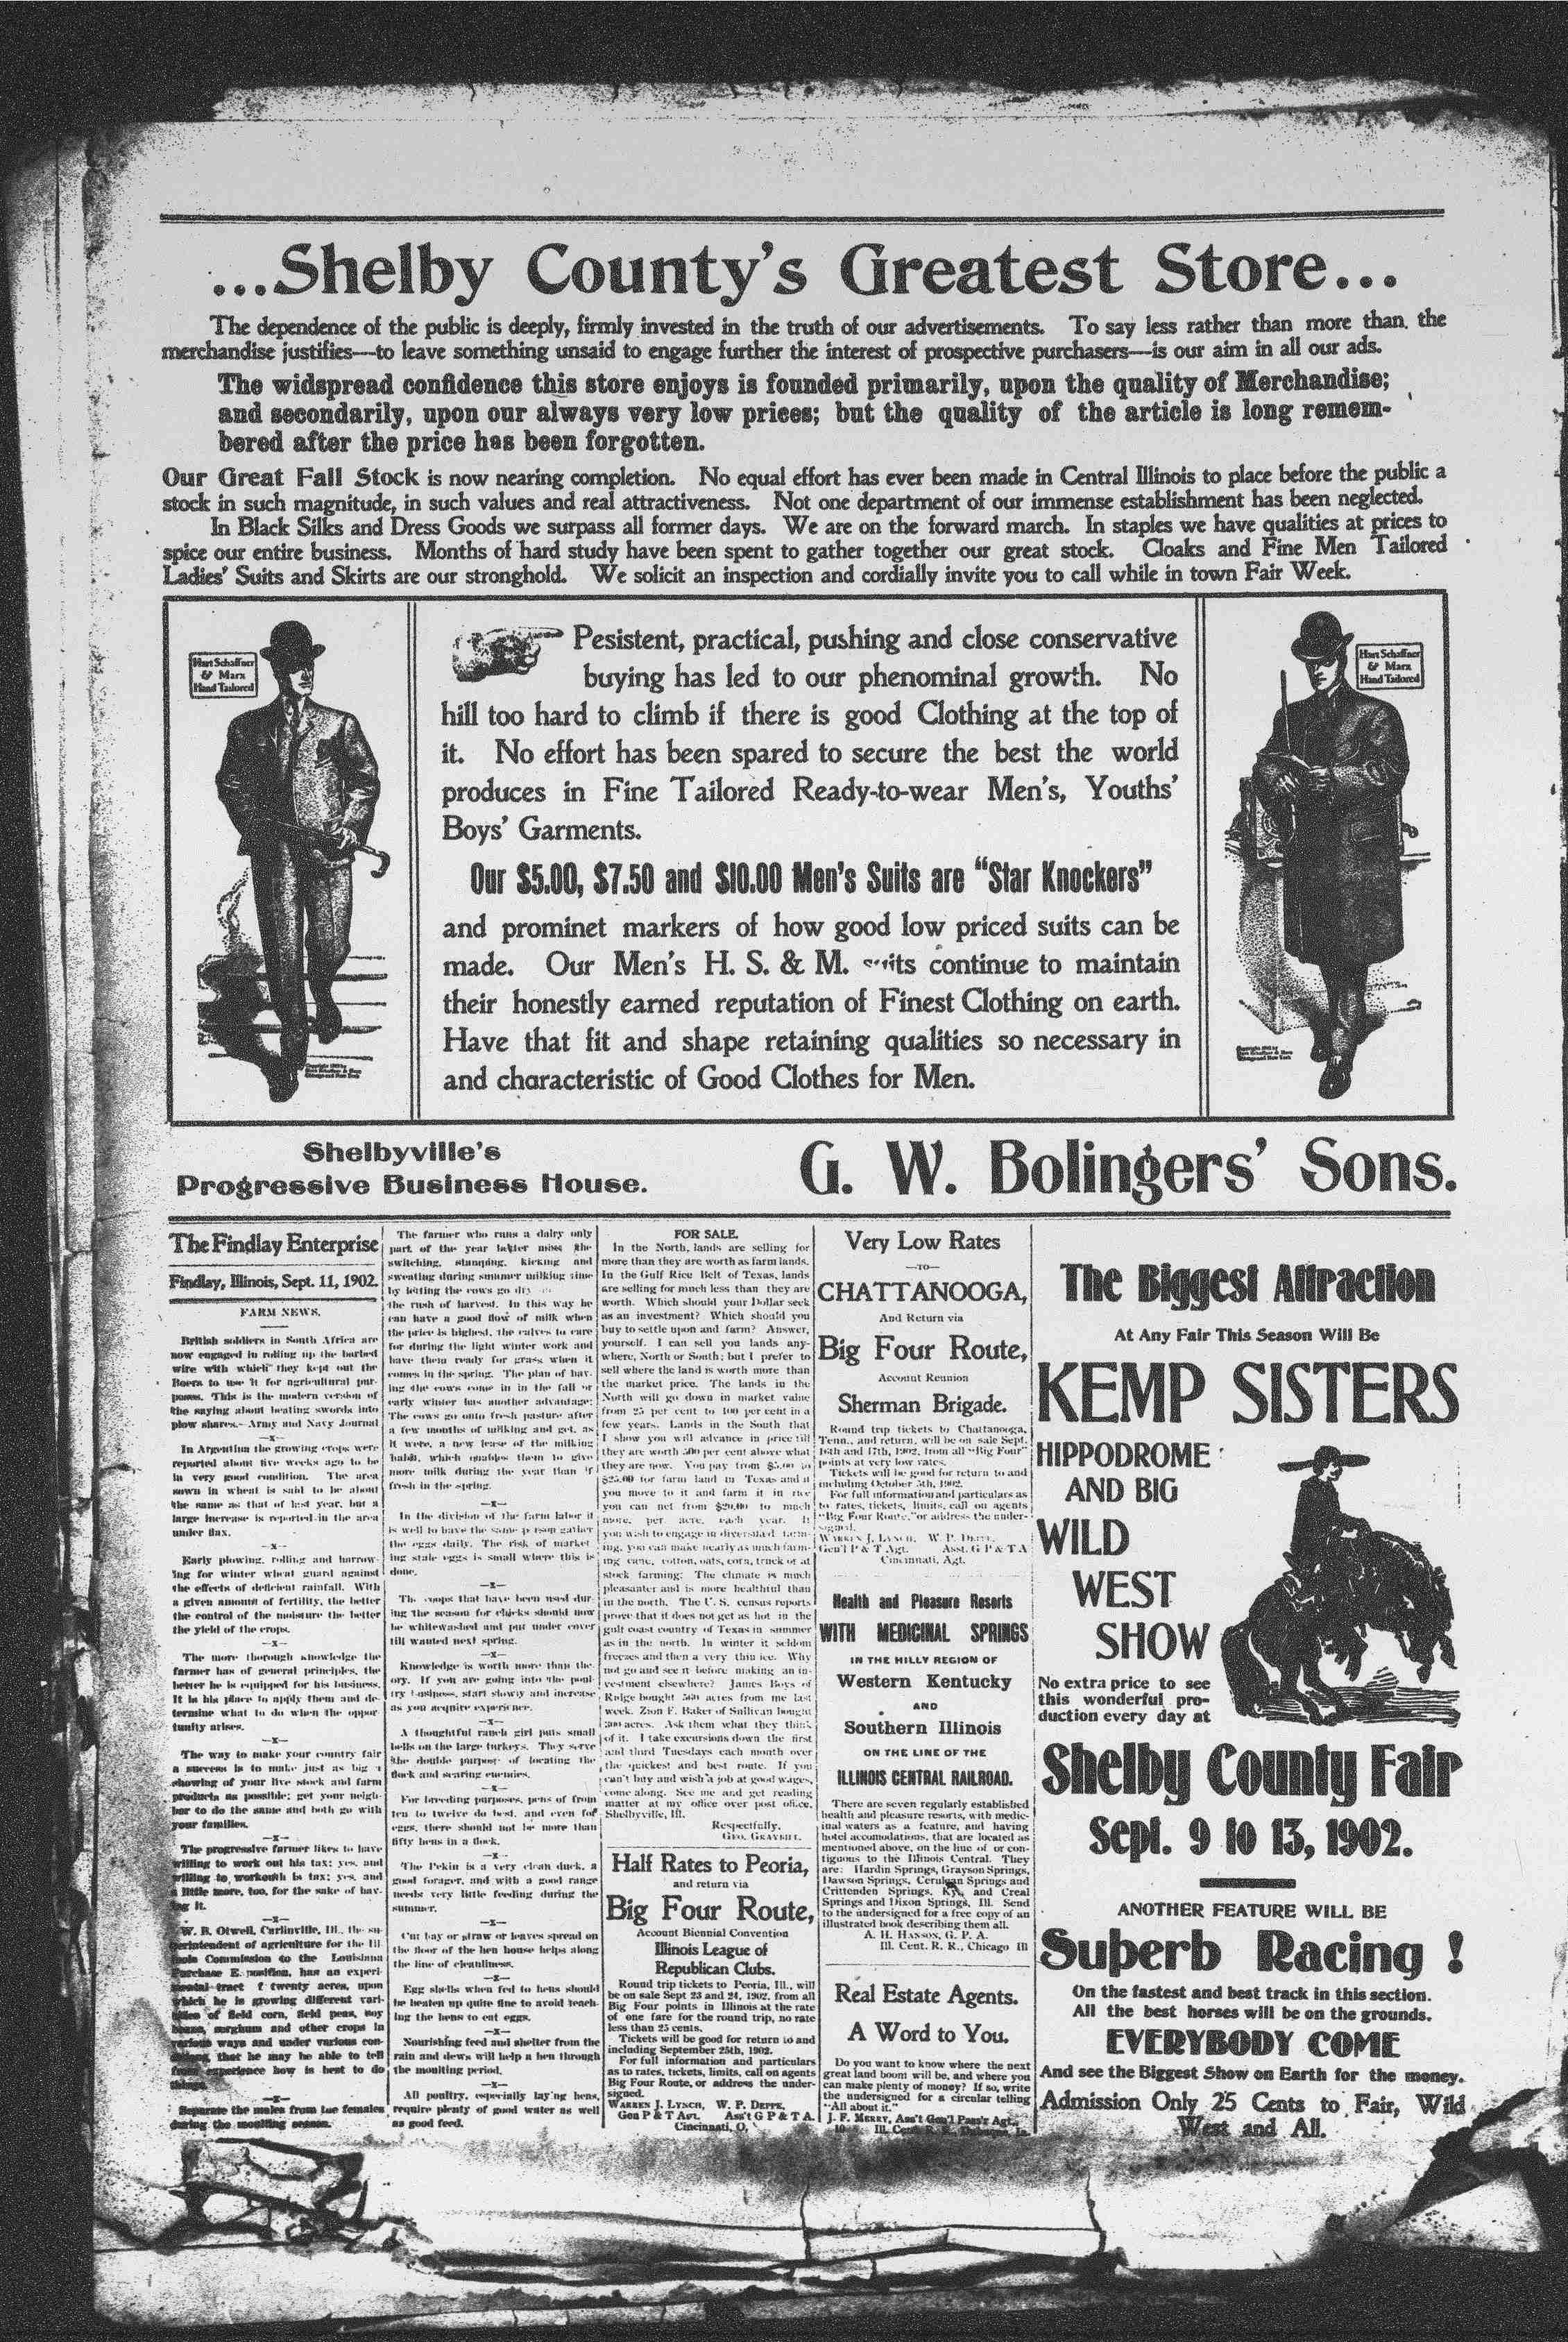 ...Shelby County's Greatest Store...
The dependence of the public is deeply, firmly invested in the truth of our advertisements. To say less rather than more than the
merchandise justifies—to leave something unsaid to engage further the interest of prospective purchasers—is our aim in all our ads.
The widspread confidence this store enjoys is founded primarily, upon the quality of Merchandise;
and secondarily, upon our always very low prices; but the quality of the article is long remem-
bered after the price has been forgotten.
Our Great Fall Stock is now nearing completion. No equal effort has ever been made in Central Illinois to place before the public a
stock in such magnitude, in such values and real attractiveness. Not one department of our immense establishment has been neglected.
In Black Silks and Dress Goods we surpass all former days. We are on the forward march. In staples we have qualities at prices to
spice our entire business. Months of hard study have been spent to gather together our great stock. Cloaks and Fine Men Tailored
Ladies' Suits and Skirts are our stronghold. We solicit an inspection and cordially invite you to call while in town Fair Week.
Hart Schaffner
& Marx
Hand Tailored
Pesistent, practical, pushing and close conservative
buying has led to our phenominal growth. No
hill too hard to climb if there is good Clothing at the top of
it. No effort has been spared to secure the best the world
produces in Fine Tailored Ready-to-wear Men's, Youths'
Boys' Garments.
Our $5.00, $7.50 and $10.00 Men's Suits are "Star Knockers"
and prominet markers of how good low priced suits can be
made. Our Men's H. S. & M. suits continue to maintain
their honestly earned reputation of Finest Clothing on earth.
Have that fit and shape retaining qualities so necessary in
and characteristic of Good Clothes for Men.
Hart Schaffner
& Marx
Hand Tailored
Shelbyville's
Progressive Business House.
G. W. Bolingers' Sons.
The Findlay Enterprise
Findlay, Illinois, Sept. 11, 1902.
FARM NEWS.
British soldiers in South Africa are
now engaged in rolling up the barbed
wire with which they kept out the
Boers to use it for agricultural pur-
poses. This is the modern version of
the saying about beating swords into
plow shares.—Army and Navy Journal
—x—
In Argentina the growing crops were
reported about five weeks ago to be
in very good condition. The area
sown in wheat is said to be about
the same as that of last year, but a
large increase is reported in the area
under flax.
—x—
Early plowing, rolling and harrow-
ing for winter wheat guard against
the effects of deficient rainfall. With
a given amount of fertility, the better
the control of the moisture the better
the yield of the crops.
—x—
The more thorough knowledge the
farmer has of general principles, the
better he is equipped for his business.
It is his place to apply them and de-
termine what to do when the oppor
tunity arises.
—x—
The way to make your country fair
a success is to make just as big a
showing of your live stock and farm
products as possible; get your neigh-
bor to do the same and both go with
your families.
—x—
The progressive farmer likes to have
willing to work out his tax; yes, and
willing to workouth is tax; yes, and
a little more, too, for the sake of hav-
ing it.
—x—
W. B. Otwell, Carlinville, Ill., the su-
perintendent of agriculture for the Ill
nois Commission to the Louisiana
Purchase E position, has an experi-
mental tract f twenty acres, upon
which he is growing different vari-
ties of field corn, field peas, soy
beans, sorghum and other crops in
various ways and under various con-
that he may be able to tell
from experience how is best to do
things.
—x—
Separate the males from tue females
during the moulting season.
The farmer who runs a dairy only
part of the year latter miss the
switching, stamping, kicking and
sweating during summer milking time
by letting the cows go dry
the rush of harvest. In this way he
can have a good flow of milk when
the price is highest, the calves to care
for during the light winter work and
have them ready for grass when it
comes in the spring. The plan of hav-
ing the cows come in in the fall or
early winter has another advantage:
The cows go onto fresh pasture after
a few months of milking and get, as
it were, a new lease of the milking
habit, which enables them to give
more milk during the year than if
fresh in the spring.
—x—
In the division of the farm labor it
is well to have the same person gather
the eggs daily. The risk of market
ing stale eggs is small where this is
done.
—x—
The coops that have been used dur-
ing the season for chicks should now
be whitewashed and put under cover
till wanted next spring.
—x—
Knowledge is worth more than the-
ory. If you are going into the poul-
try business, start slowly and increase
as you acquire experience.
—x—
A thoughtful ranch girl puts small
bells on the large turkeys. They serve
the double purpose of locating the
flock and scaring enemies.
—x—
For breeding purposes, pens of from
ten to twelve do best, and even for
eggs, there should not be more than
fifty hens in a flock.
—x—
The Pekin is a very clean duck, a
good forager, and with a good range
needs very little feeding during the
summer.
—x—
Cut hay or straw or leaves spread on
the floor of the hen house helps along
the line of cleanliness.
—x—
Egg shells when fed to hens should
be beaten up quite fine to avoid teach-
ing the hens to eat eggs.
—x—
Nourishing feed and shelter from the
rain and dews will help a hen through
the moulting period.
—x—
All poultry, especially lay'ng hens,
require plenty of good water as well
as good feed.
FOR SALE.
In the North, lands are selling for
more than they are worth as farm lands.
In the Gulf Rice Belt of Texas, lands
are selling for much less than they are
worth. Which should your Dollar seek
as an investment? Which should you
buy to settle upon and farm? Answer,
yourself. I can sell you lands any-
where, North or South; but I prefer to
sell where the land is worth more than
the market price. The lands in the
North will go down in market value
from 25 per cent to 100 per cent in a
few years. Lands in the South that
I show you will advance in price till
they are worth 500 per cent above what
they are now. You pay from $5.00 to
$25.00 for farm land in Texas and if
you move to it and farm it in rice
you can net from $20.00 to much
more, per acre, each year. It
you wish to engage in diversified farm-
ing, you can make nearly as much farm-
ing cane, cotton, oats, corn, truck or at
stock farming: The climate is much
pleasanter and is more healthful than
in the north. The U. S. census reports
prove that it does not get as hot in the
gulf coast country of Texas in summer
as in the north. In winter it seldom
freezes and then a very thin ice. Why
not go and see it before making an in-
vestment elsewhere? James Boys of
Ridge bought 560 acres from me last
week. Zion F. Baker of Sullivan bought
300 acres. Ask them what they think
of it. I take excursions down the first
and third Tuesdays each month over
the quickest and best route. If you
can't buy and wish a job at good wages,
come along. See me and get reading
matter at my office over post office,
Shelbyville, Ill.
Respectfully,
GEO. GRAYBILL.
Half Rates to Peoria,
and return via
Big Four Route,
Account Biennial Convention
Illinois League of
Republican Clubs.
Round trip tickets to Peoria, Ill., will
be on sale Sept 23 and 24, 1902, from all
Big Four points in Illinois at the rate
of one fare for the round trip, no rate
less than 25 cents.
Tickets will be good for return to and
including September 25th, 1902.
For full information and particulars
as to rates, tickets, limits, call on agents
Big Four Route, or address the under-
signed.
WARREN J. LYNCH, W. P. DEPPE,
Gen P & T Agt. Ass't G P & T A.
Cincinnati, O.
Very Low Rates
—TO—
CHATTANOOGA,
And Return via
Big Four Route,
Account Reunion
Sherman Brigade.
Round trip tickets to Chattanooga,
Tenn., and return, will be on sale Sept.
16th and 17th, 1902, from all "Big Four"
points at very low rates.
Tickets will be good for return to and
including October 5th, 1902.
For full information and particulars as
to rates, tickets, limits, call on agents
"Big Four Route," or address the under-
signed.
WARREN J. LYNCH, W. P. DEPPE,
Gen'l P & T Agt. Asst. G P & T A
Cincinnati, Agt.
Health and Pleasure Resorts
WITH MEDICINAL SPRINGS
IN THE HILLY REGION OF
Western Kentucky
AND
Southern Illinois
ON THE LINE OF THE
ILLINOIS CENTRAL RAILROAD.
There are seven regularly established
health and pleasure resorts, with medic-
inal waters as a feature, and having
hotel accomodations, that are located as
mentioned above, on the line of or con-
tiguous to the Illinois Central. They
are: Hardin Springs, Grayson Springs,
Dawson Springs, Cerulean Springs and
Crittenden Springs, Ky., and Creal
Springs and Dixon Springs, Ill. Send
to the undersigned for a free copy of an
illustrated book describing them all.
A. H. HANSON, G. P. A.
Ill. Cent. R. R., Chicago Ill
Real Estate Agents.
A Word to You.
Do you want to know where the next
great land boom will be, and where you
can make plenty of money? If so, write
the undersigned for a circular telling
"All about it."
J. F. MERRY, Ass't Gen'l Pass'r Agt.,
Ill. Cent. R. R., Dubuque, Ia.
The Biggest Attraction
At Any Fair This Season Will Be
KEMP SISTERS
HIPPODROME
AND BIG
WILD
WEST
SHOW
No extra price to see
this wonderful pro-
duction every day at
Shelby County Fair
Sept. 9 to 13, 1902.
ANOTHER FEATURE WILL BE
Superb Racing !
On the fastest and best track in this section.
All the best horses will be on the grounds.
EVERYBODY COME
And see the Biggest Show on Earth for the money.
Admission Only 25 Cents to Fair, Wild
West and All.